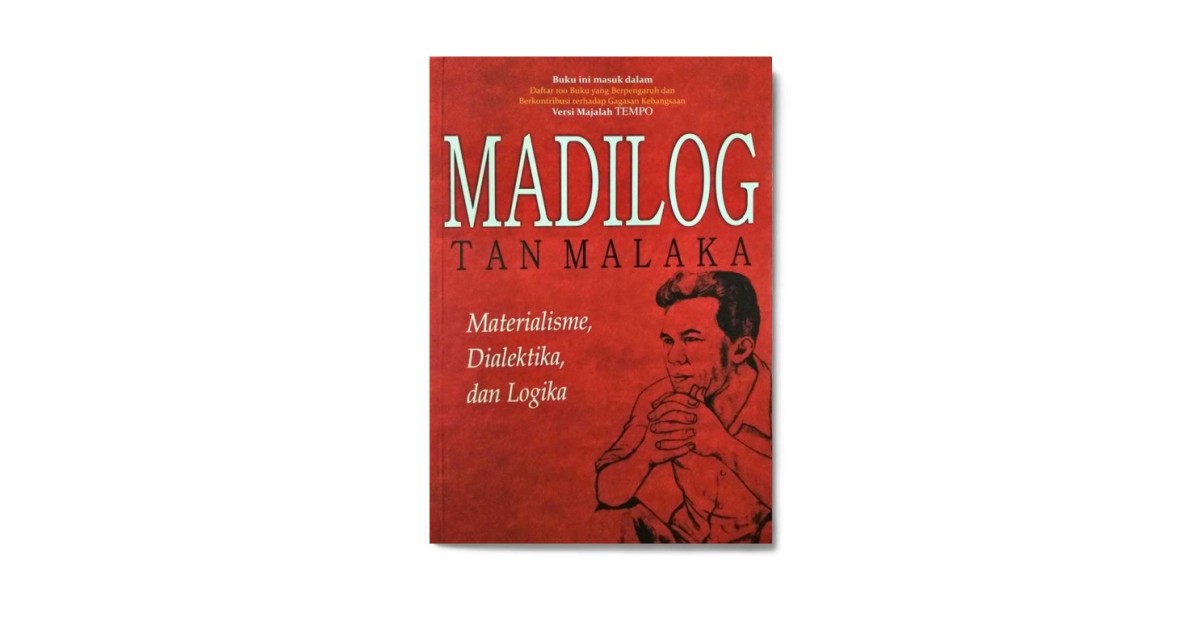 Buku ini masuk dalam
Daftar 100 Buku yang Berpengaruh dan
Berkontribusi terhadap Gagasan Kebangsaan
Versi Majalah TEMPO
MADILOG
TAN MALAKA
Materialisme,
Dialektika,
dan Logika